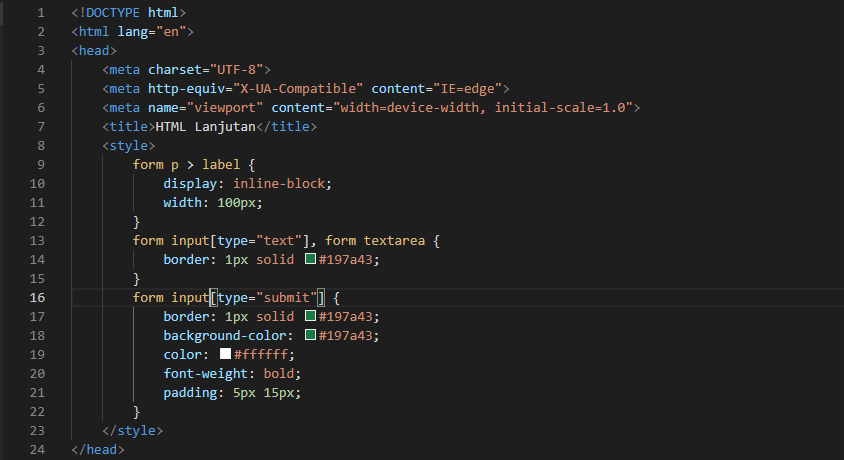 1 <!DOCTYPE html>
2 <html lang="en">
3 <head>
4     <meta charset="UTF-8">
5     <meta http-equiv="X-UA-Compatible" content="IE=edge">
6     <meta name="viewport" content="width=device-width, initial-scale=1.0">
7     <title>HTML Lanjutan</title>
8     <style>
9         form p > label {
10             display: inline-block;
11             width: 100px;
12         }
13         form input[type="text"], form textarea {
14             border: 1px solid #197a43;
15         }
16         form input[type="submit"] {
17             border: 1px solid #197a43;
18             background-color: #197a43;
19             color: #ffffff;
20             font-weight: bold;
21             padding: 5px 15px;
22         }
23     </style>
24 </head>